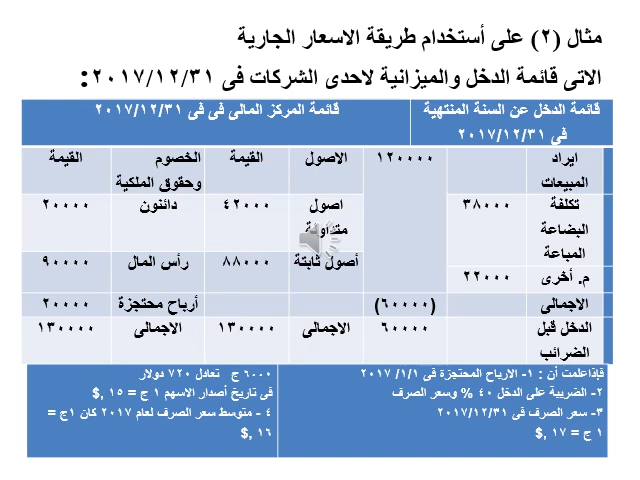 مثال (٢) على أستخدام طريقة الاسعار الجارية
الاتى قائمة الدخل والميزانية لاحدى الشركات فى ٢٠١٧/١٢/٣١:
قائمة الدخل عن السنة المنتهية
فى ٢٠١٧/١٢/٣١
قائمة المركز المالى فى فى ٢٠١٧/١٢/٣١
ايراد
المبيعات
١٢٠٠٠٠
الاصول
القيمة
الخصوم
وحقوق الملكية
القيمة
تكلفة
البضاعة
المباعة
٣٨٠٠٠
اصول
متداولة
٤٢٠٠٠
دائنون
٢٠٠٠٠
أصول ثابتة
٨٨٠٠٠
رأس المال
٩٠٠٠٠
م. أخرى
٢٢٠٠٠
الاجمالى
(٦٠٠٠٠)
أرباح محتجزة
٢٠٠٠٠
الدخل قبل
الضرائب
٦٠٠٠٠
الاجمالى
١٣٠٠٠٠
الاجمالى
١٣٠٠٠٠
فإذاعلمت أن : ١- الارباح المحتجزة فى ١/١/ ٢٠١٧
٢- الضريبة على الدخل ٤٠ % وسعر الصرف
٣- سعر الصرف فى ٢٠١٧/١٢/٣١
١ ج = ١٧ ,$
٦٠٠٠ ج تعادل ٧٢٠ دولار
فى تاريخ أصدار الاسهم ١ ج = ١٥ ,$
٤ - متوسط سعر الصرف لعام ٢٠١٧ كان ١ج =
١٦ ,$